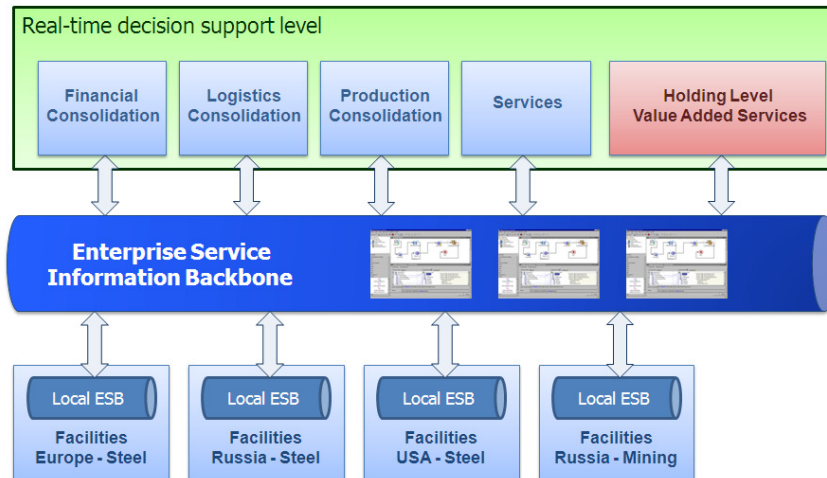 Real-time decision support level
Financial
Consolidation
Logistics
Consolidation
Production
Consolidation
Services
Holding Level
Value Added Services
Enterprise Service
Information Backbone
Local ESB
Facilities
Europe - Steel
Local ESB
Facilities
Russia - Steel
Local ESB
Facilities
USA - Steel
Local ESB
Facilities
Russia - Mining